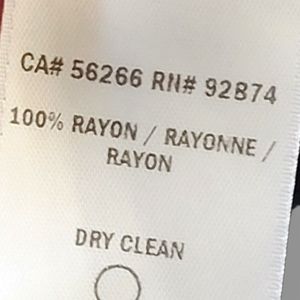 CA# 56266 RN# 92874
100% RAYON / RAYONNE /
RAYON
DRY CLEAN